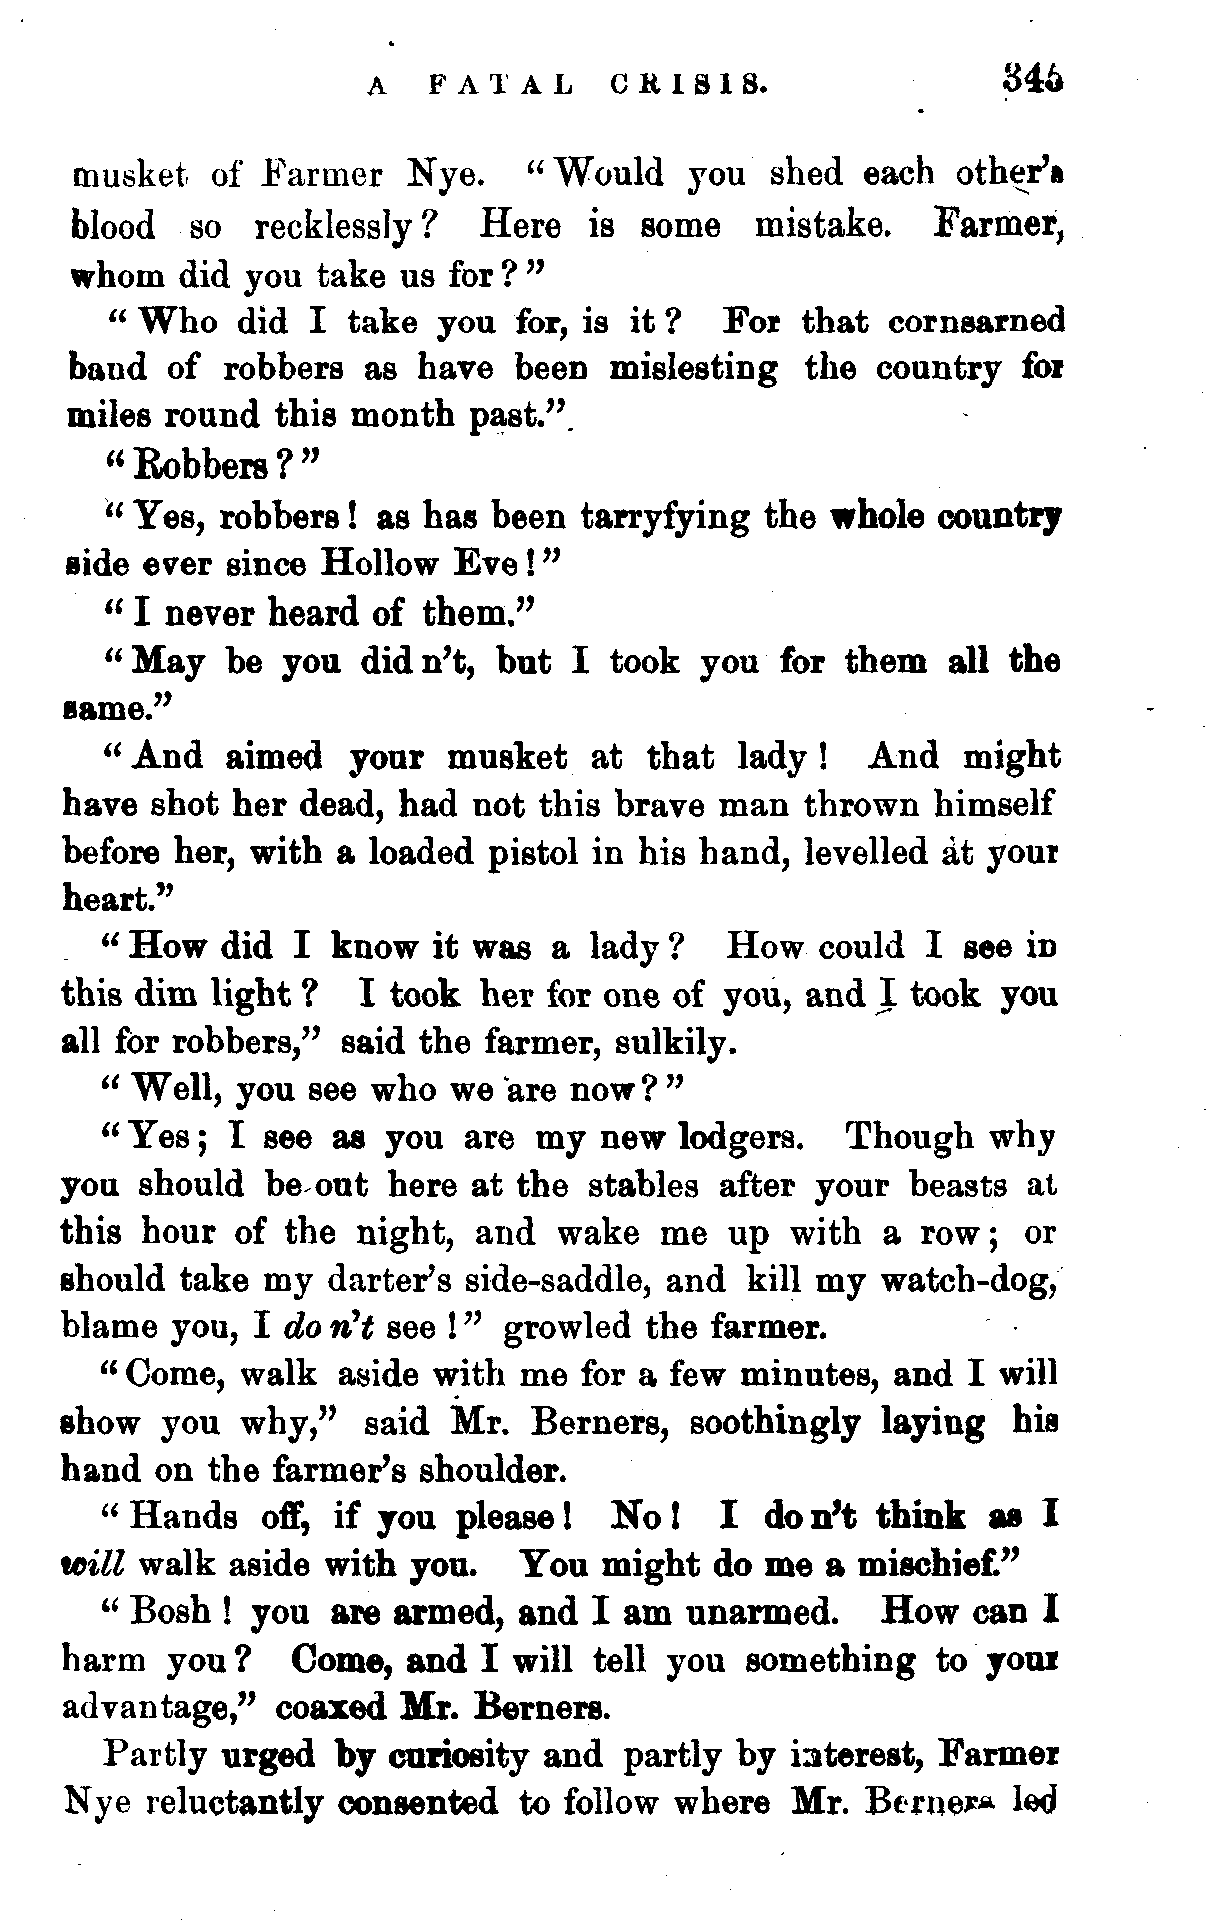 A FATAL CRISIS. 345
musket of Farmer Nye. “Would you shed each other’s
blood so recklessly? Here is some mistake. Farmer,
whom did you take us for?”
“Who did I take you for, is it? For that cornsarned
band of robbers as have been mislesting the country for
miles round this month past.”
“Robbers?”
“Yes, robbers! as has been tarryfying the whole country
side ever since Hollow Eve!”
“I never heard of them.”
“May be you didn’t, but I took you for them all the
same.”
“And aimed your musket at that lady! And might
have shot her dead, had not this brave man thrown himself
before her, with a loaded pistol in his hand, levelled at your
heart.”
“How did I know it was a lady? How could I see in
this dim light? I took her for one of you, and I took you
all for robbers,” said the farmer, sulkily.
“Well, you see who we are now?”
“Yes; I see as you are my new lodgers. Though why
you should be out here at the stables after your beasts at
this hour of the night, and wake me up with a row; or
should take my darter’s side-saddle, and kill my watch-dog,
blame you, I don’t see!” growled the farmer.
“Come, walk aside with me for a few minutes, and I will
show you why,” said Mr. Berners, soothingly laying his
hand on the farmer’s shoulder.
“Hands off, if you please! No! I don’t think as I
will walk aside with you. You might do me a mischief.”
“Bosh! you are armed, and I am unarmed. How can I
harm you? Come, and I will tell you something to your
advantage,” coaxed Mr. Berners.
Partly urged by curiosity and partly by interest, Farmer
Nye reluctantly consented to follow where Mr. Berners led